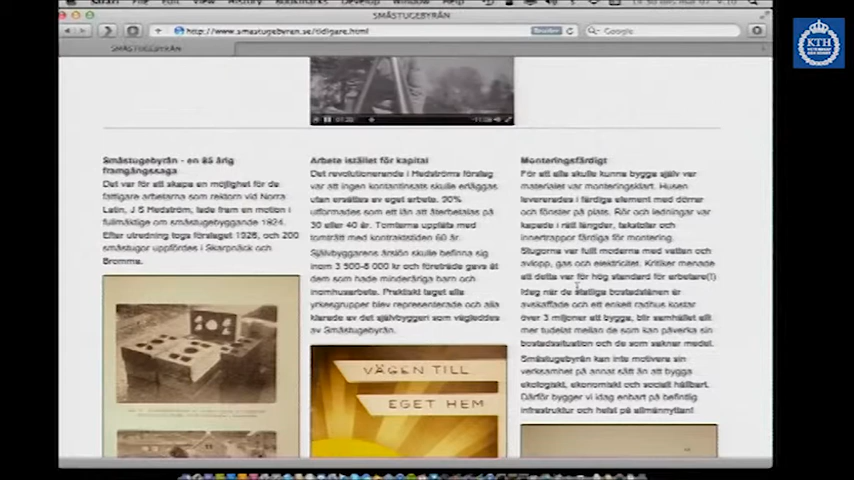 SMÅSTUGEBYRÅN
http://www.smastugebyran.se/tidigare.html
Reader
Google
SMÅSTUGEBYRÅN
KTH
01:20
Småstugebyrån - en 85 årig
framgångssaga
Det var för att skapa en möjlighet för de
fattigare arbetarna som rektorn vid Norra
Latin, J S Hedström, lade fram en motion i
fullmäktige om småstugebyggande 1924.
Efter utredning togs förslaget 1926, och 200
småstugor uppfördes i Skarpnäck och
Bromma.
Arbete istället för kapital
Det revolutionerande i Hedströms förslag
var att ingen kontantinsats skulle erläggas
utan ersättas av eget arbete. 90%
utformades som ett lån att återbetalas på
30 eller 40 år. Tomterna uppläts med
tomträtt med kontraktstiden 60 år.
Självbyggarens årslön skulle befinna sig
inom 3 500-8 000 kr och företräde gavs åt
dem som hade minderåriga barn och
inomhusarbete. Praktiskt taget alla
yrkesgrupper blev representerade och alla
klarade av det självbyggeri som vägleddes
av Småstugebyrån.
VÄGEN TILL
EGET HEM
Monteringsfärdigt
För att alla skulle kunna bygga själv var
materialet var monteringsklart. Husen
levererades i färdiga element med dörrar
och fönster på plats. Rör och ledningar var
kapade i rätt längder, takstolar och
innertrappor färdiga för montering.
Stugorna var fullt moderna med vatten och
avlopp, gas och elektricitet. Kritiker menade
att detta var för hög standard för arbetare(!)
Idag när de statliga bostadslånen är
avskaffade och ett enkelt radhus kostar
över 3 miljoner att bygga, blir samhället allt
mer tudelat mellan de som kan påverka sin
bostadssituation och de som saknar medel.
Småstugebyrån kan inte motivera sin
verksamhet på annat sätt än att bygga
ekologiskt, ekonomiskt och socialt hållbart.
Därför bygger vi idag enbart på befintlig
infrastruktur och helst på allmännyttan!